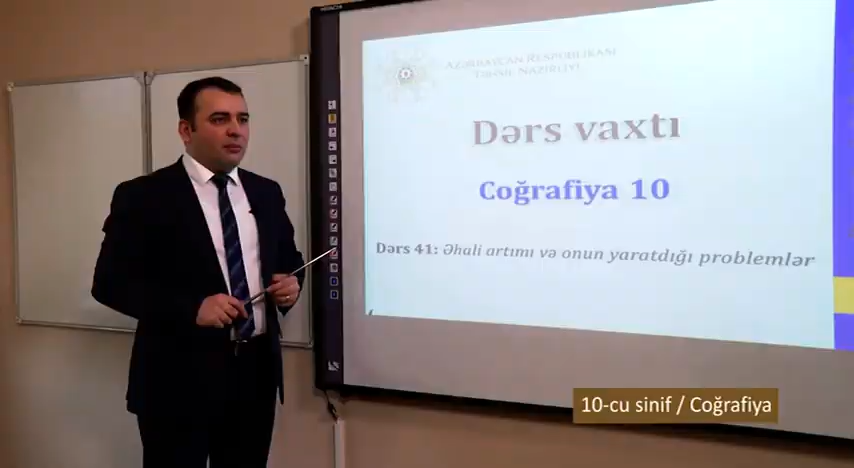 HITACHI
AZƏRBAYCAN RESPUBLİKASI
TƏHSİL NAZİRLİYİ
Dərs vaxtı
Coğrafiya 10
Dərs 41: Əhali artımı və onun yaratdığı problemlər
10-cu sinif / Coğrafiya